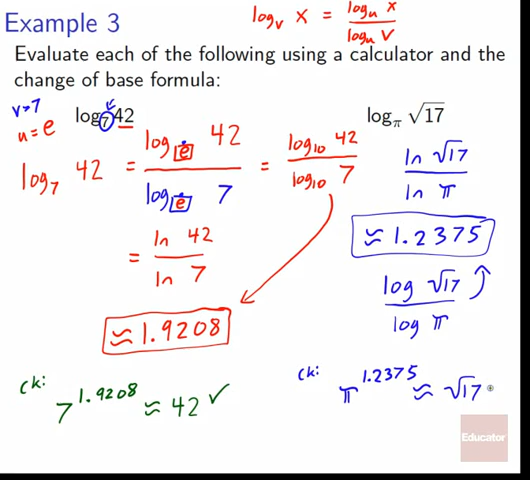 Example 3
log_v x = log_u x / log_u v
Evaluate each of the following using a calculator and the
change of base formula:
v=7
u=e
log_7 42
log_7 42 = log_e 42 / log_e 7 = log_10 42 / log_10 7
= ln 42 / ln 7
≈ 1.9208
ck:
7^1.9208 ≈ 42 ✓
log_π √17
ln √17 / ln π
≈ 1.2375
log √17 / log π
ck:
π^1.2375 ≈ √17
Educator